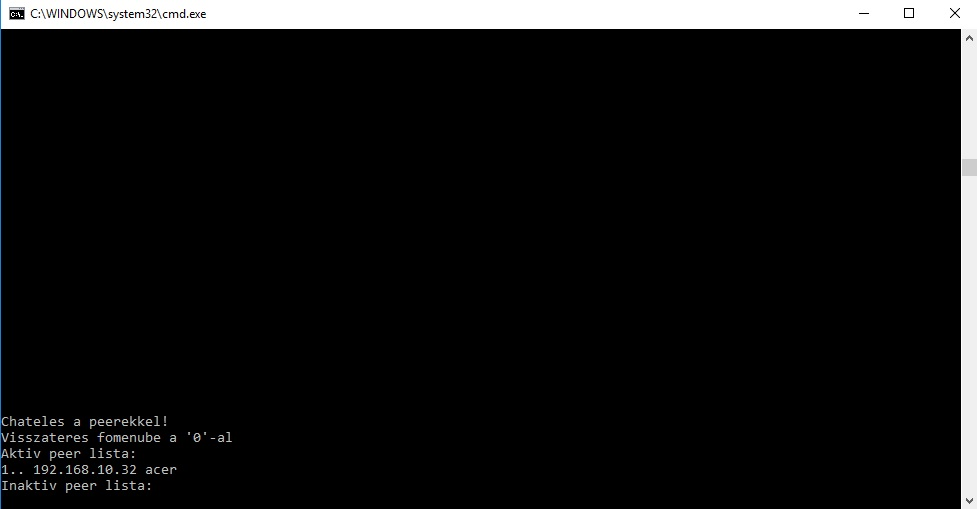 C:\WINDOWS\system32\cmd.exe
Chateles a peerekkel!
Visszateres fomenube a '0'-al
Aktiv peer lista:
1.. 192.168.10.32 acer
Inaktiv peer lista: